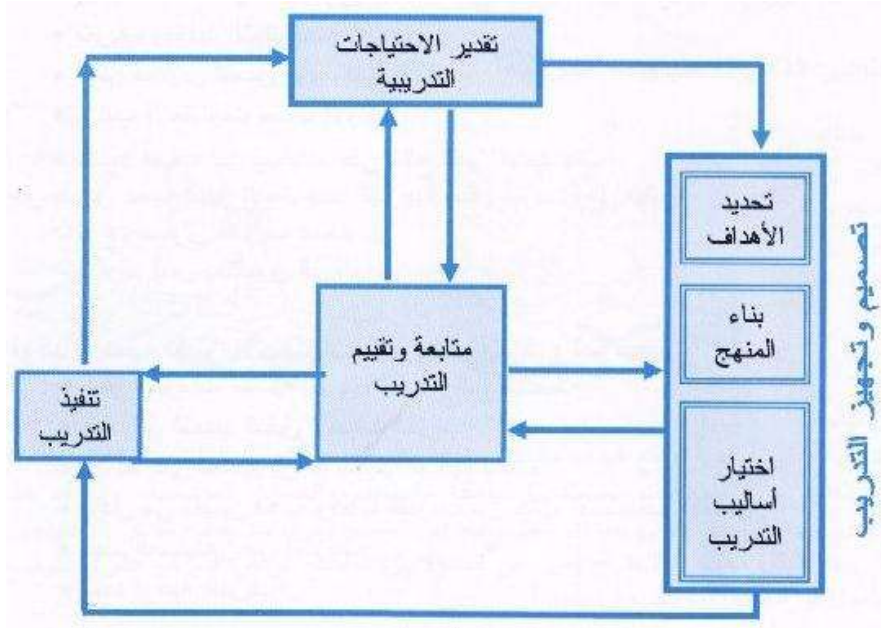 تقدير الاحتياجات
التدريبية
تحديد
الأهداف
بناء
المنهج
اختيار
أساليب
التدريب
تصميم وتجهيز التدريب
متابعة وتقييم
التدريب
تنفيذ
التدريب